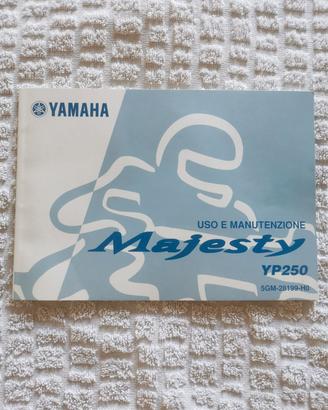 YAMAHA
USO E MANUTENZIONE
Majesty
YP250
5GM-28199-H0